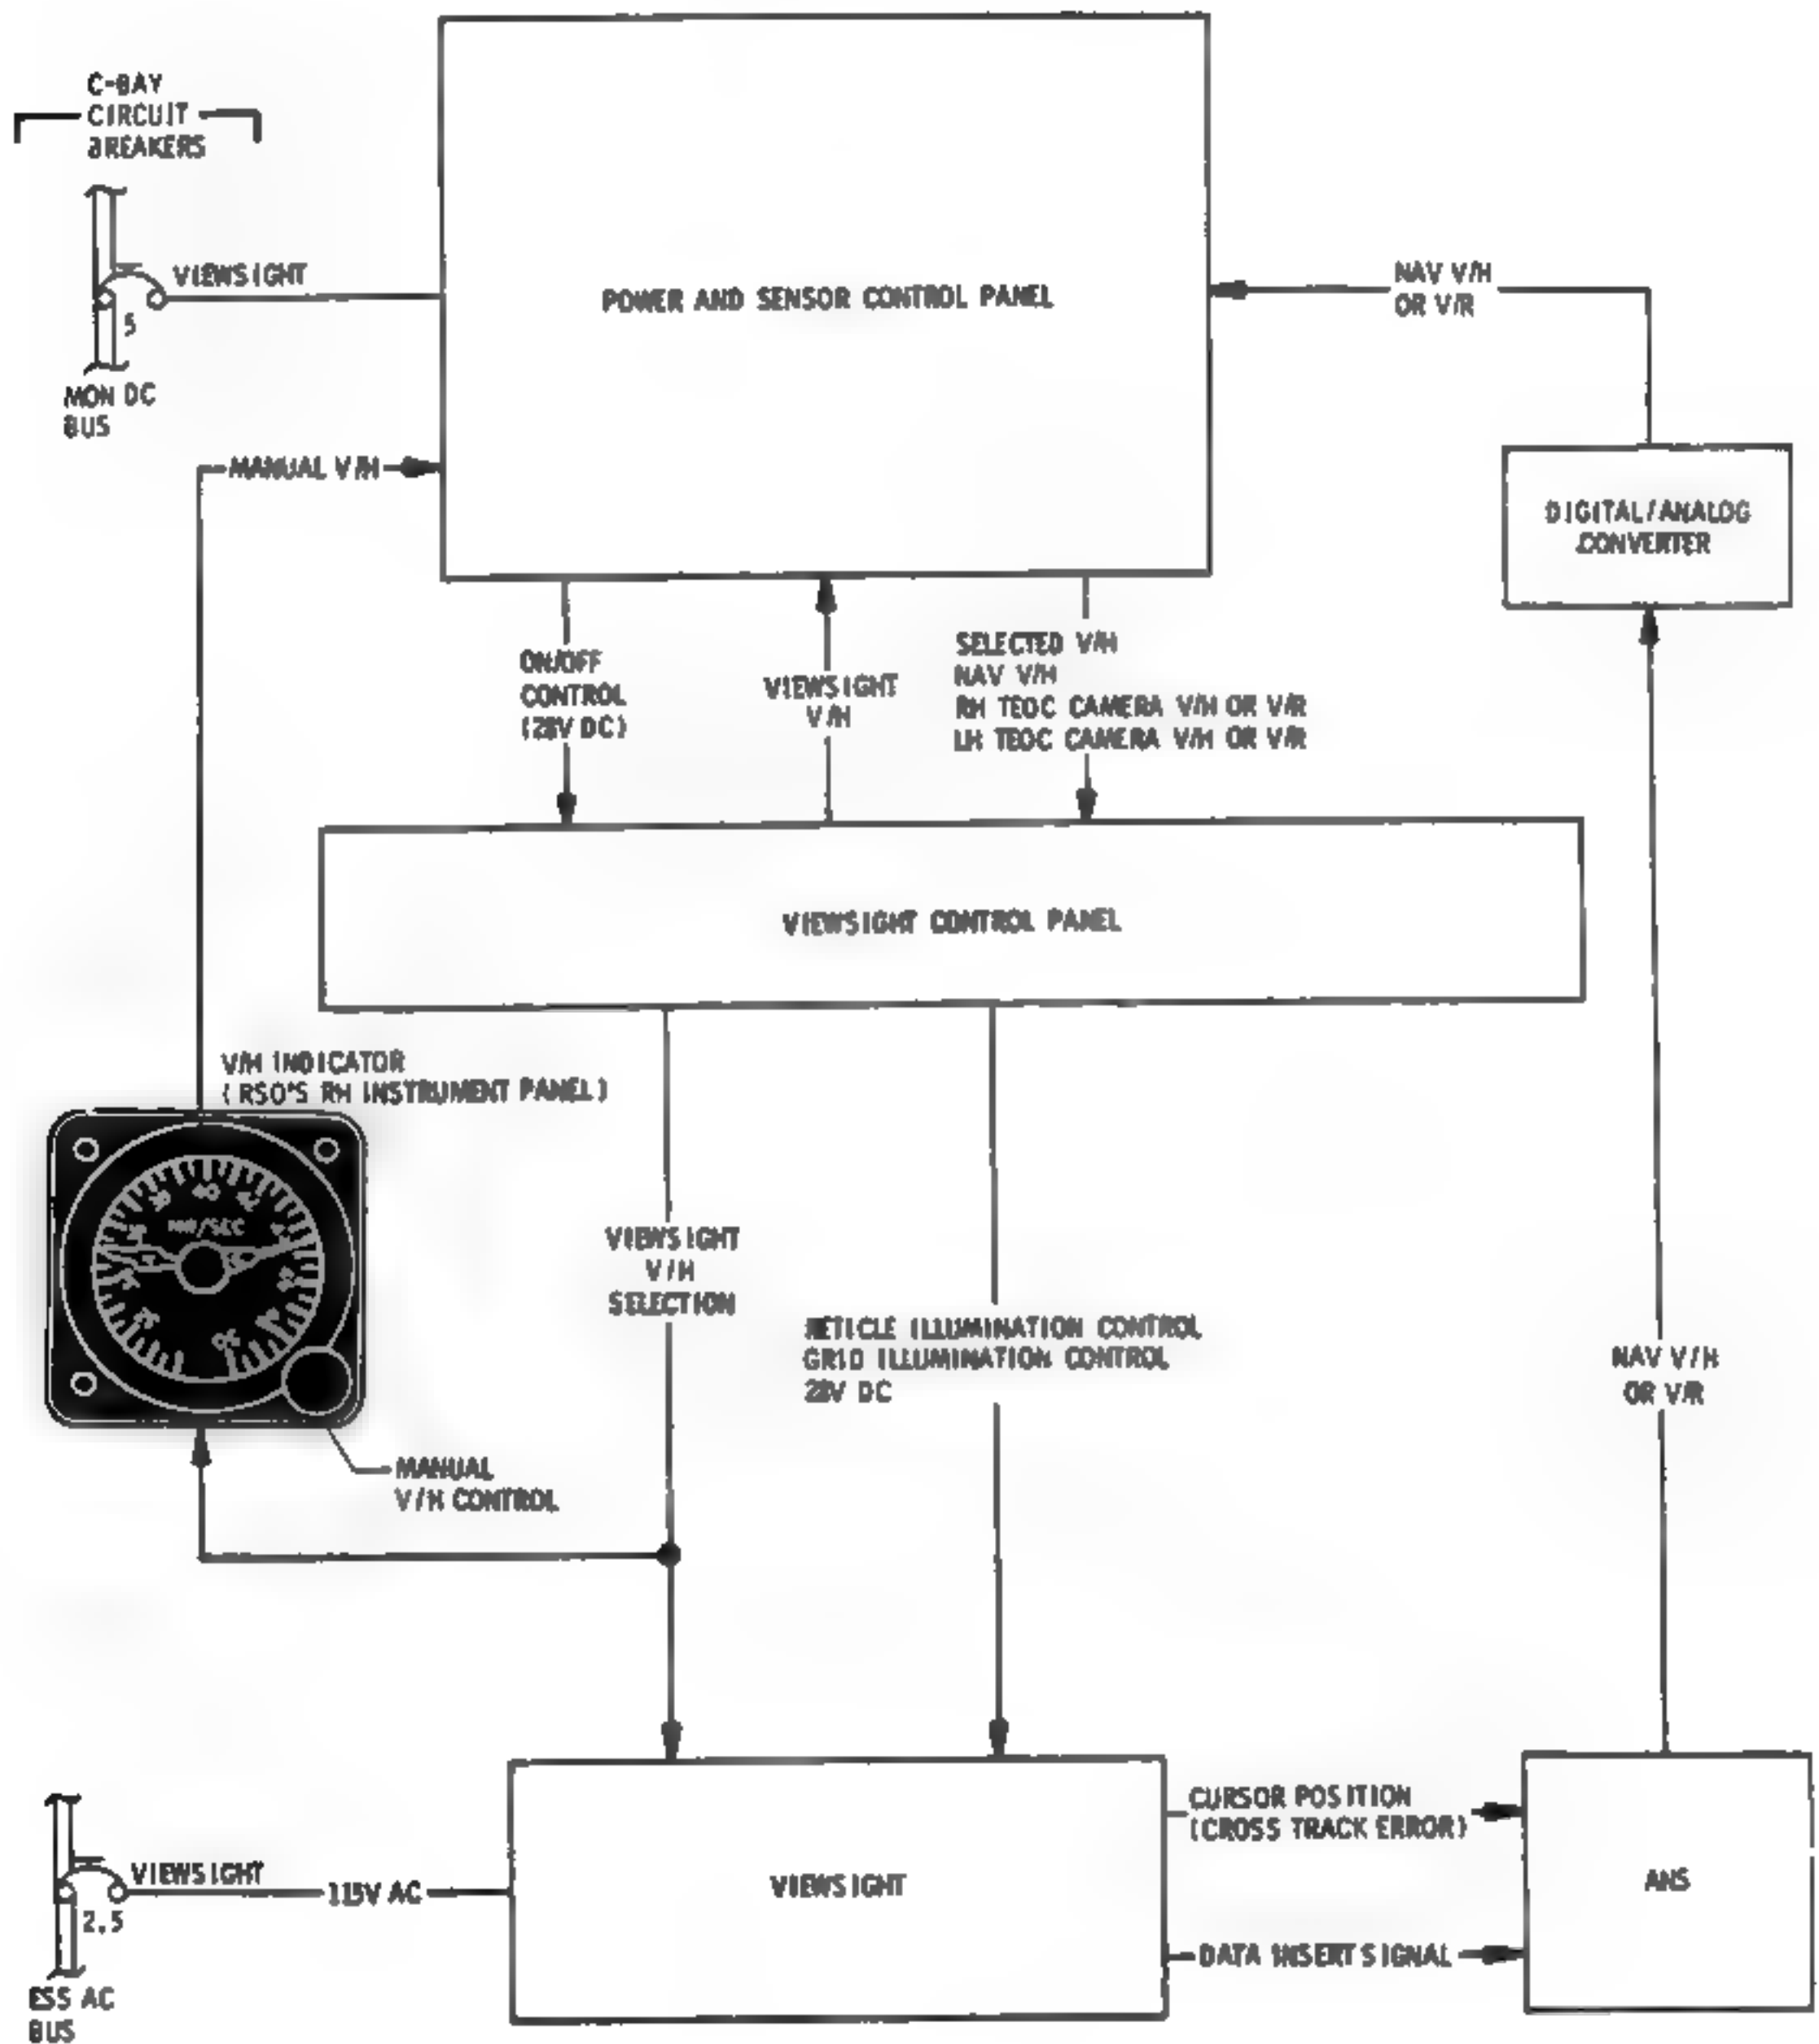 C-BAY
CIRCUIT
BREAKERS
VIEWSIGHT
5
MON DC
BUS
POWER AND SENSOR CONTROL PANEL
NAV V/H
OR V/R
MANUAL V/H
DIGITAL/ANALOG
CONVERTER
ON/OFF
CONTROL
(28V DC)
VIEWSIGHT
V/H
SELECTED V/H
NAV V/H
RH TEOC CAMERA V/H OR V/R
LH TEOC CAMERA V/H OR V/R
VIEWSIGHT CONTROL PANEL
V/H INDICATOR
(RSO'S RH INSTRUMENT PANEL)
40
MR/SEC
VIEWSIGHT
V/H
SELECTION
RETICLE ILLUMINATION CONTROL
GRID ILLUMINATION CONTROL
28V DC
NAV V/H
OR V/R
MANUAL
V/H CONTROL
CURSOR POSITION
(CROSS TRACK ERROR)
VIEWSIGHT
115V AC
2.5
VIEWSIGHT
ANS
DATA INSERT SIGNAL
ESS AC
BUS